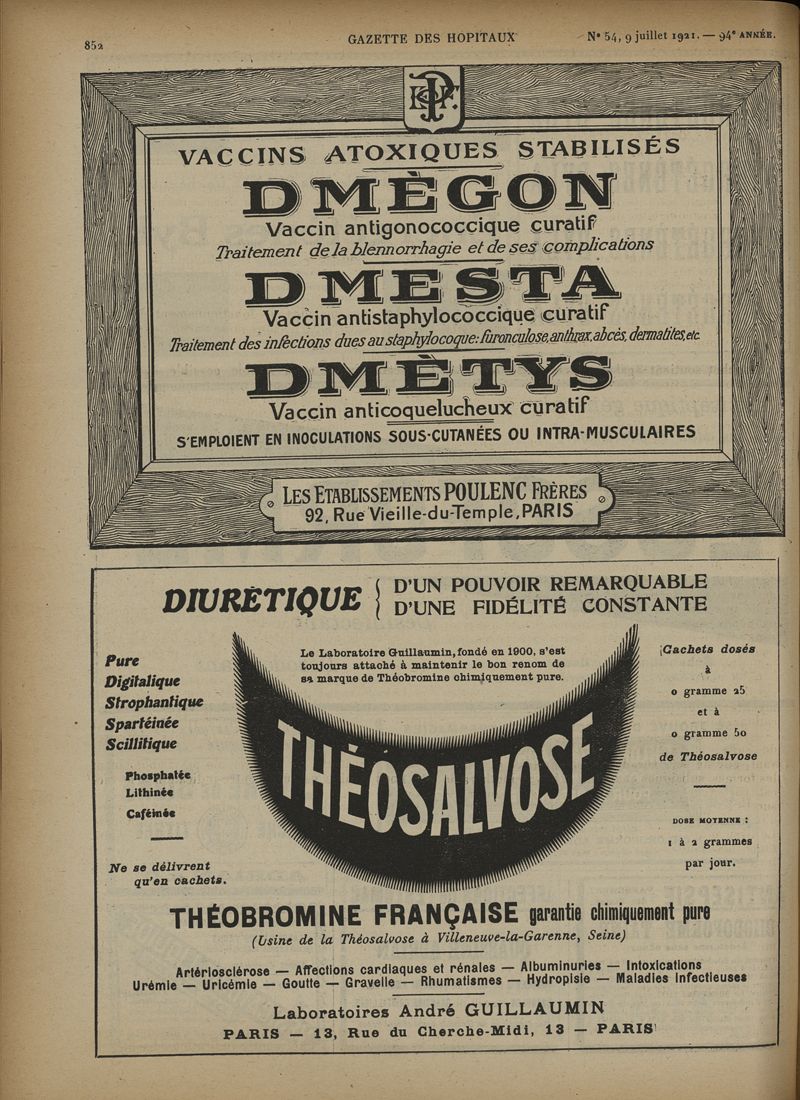 852
GAZETTE DES HOPITAUX
N° 54, 9 juillet 1921. — 94e ANNÉE.
VACCINS ATOXIQUES STABILISÉS
DMÈGON
Vaccin antigonococcique curatif
Traitement de la blennorrhagie et de ses complications
DMESTA
Vaccin antistaphylococcique curatif
Traitement des infections dues au staphylocoque: furonculose, anthrax, abcès, dermatites, etc.
DMÈTYS
Vaccin anticoquelucheux curatif
S'EMPLOIENT EN INOCULATIONS SOUS-CUTANÉES OU INTRA-MUSCULAIRES
LES ETABLISSEMENTS POULENC FRÈRES
92, Rue Vieille-du-Temple, PARIS
DIURÈTIQUE { D'UN POUVOIR REMARQUABLE
D'UNE FIDÉLITÉ CONSTANTE
Pure
Digitalique
Strophantique
Spartéinée
Scillitique
Phosphatée
Lithinée
Caféinée
Ne se délivrent
qu'en cachets.
Le Laboratoire Guillaumin, fondé en 1900, s'est
toujours attaché à maintenir le bon renom de
sa marque de Théobromine chimiquement pure.
THÉOSALVOSE
Cachets dosés
à
0 gramme 25
et à
0 gramme 50
de Théosalvose
DOSE MOYENNE :
1 à 2 grammes
par jour.
THÉOBROMINE FRANÇAISE garantie chimiquement pure
(Usine de la Théosalvose à Villeneuve-la-Garenne, Seine)
Artériosclérose — Affections cardiaques et rénales — Albuminuries — Intoxications
Urémie — Uricémie — Goutte — Gravelle — Rhumatismes — Hydropisie — Maladies infectieuses
Laboratoires André GUILLAUMIN
PARIS — 13, Rue du Cherche-Midi, 13 — PARIS